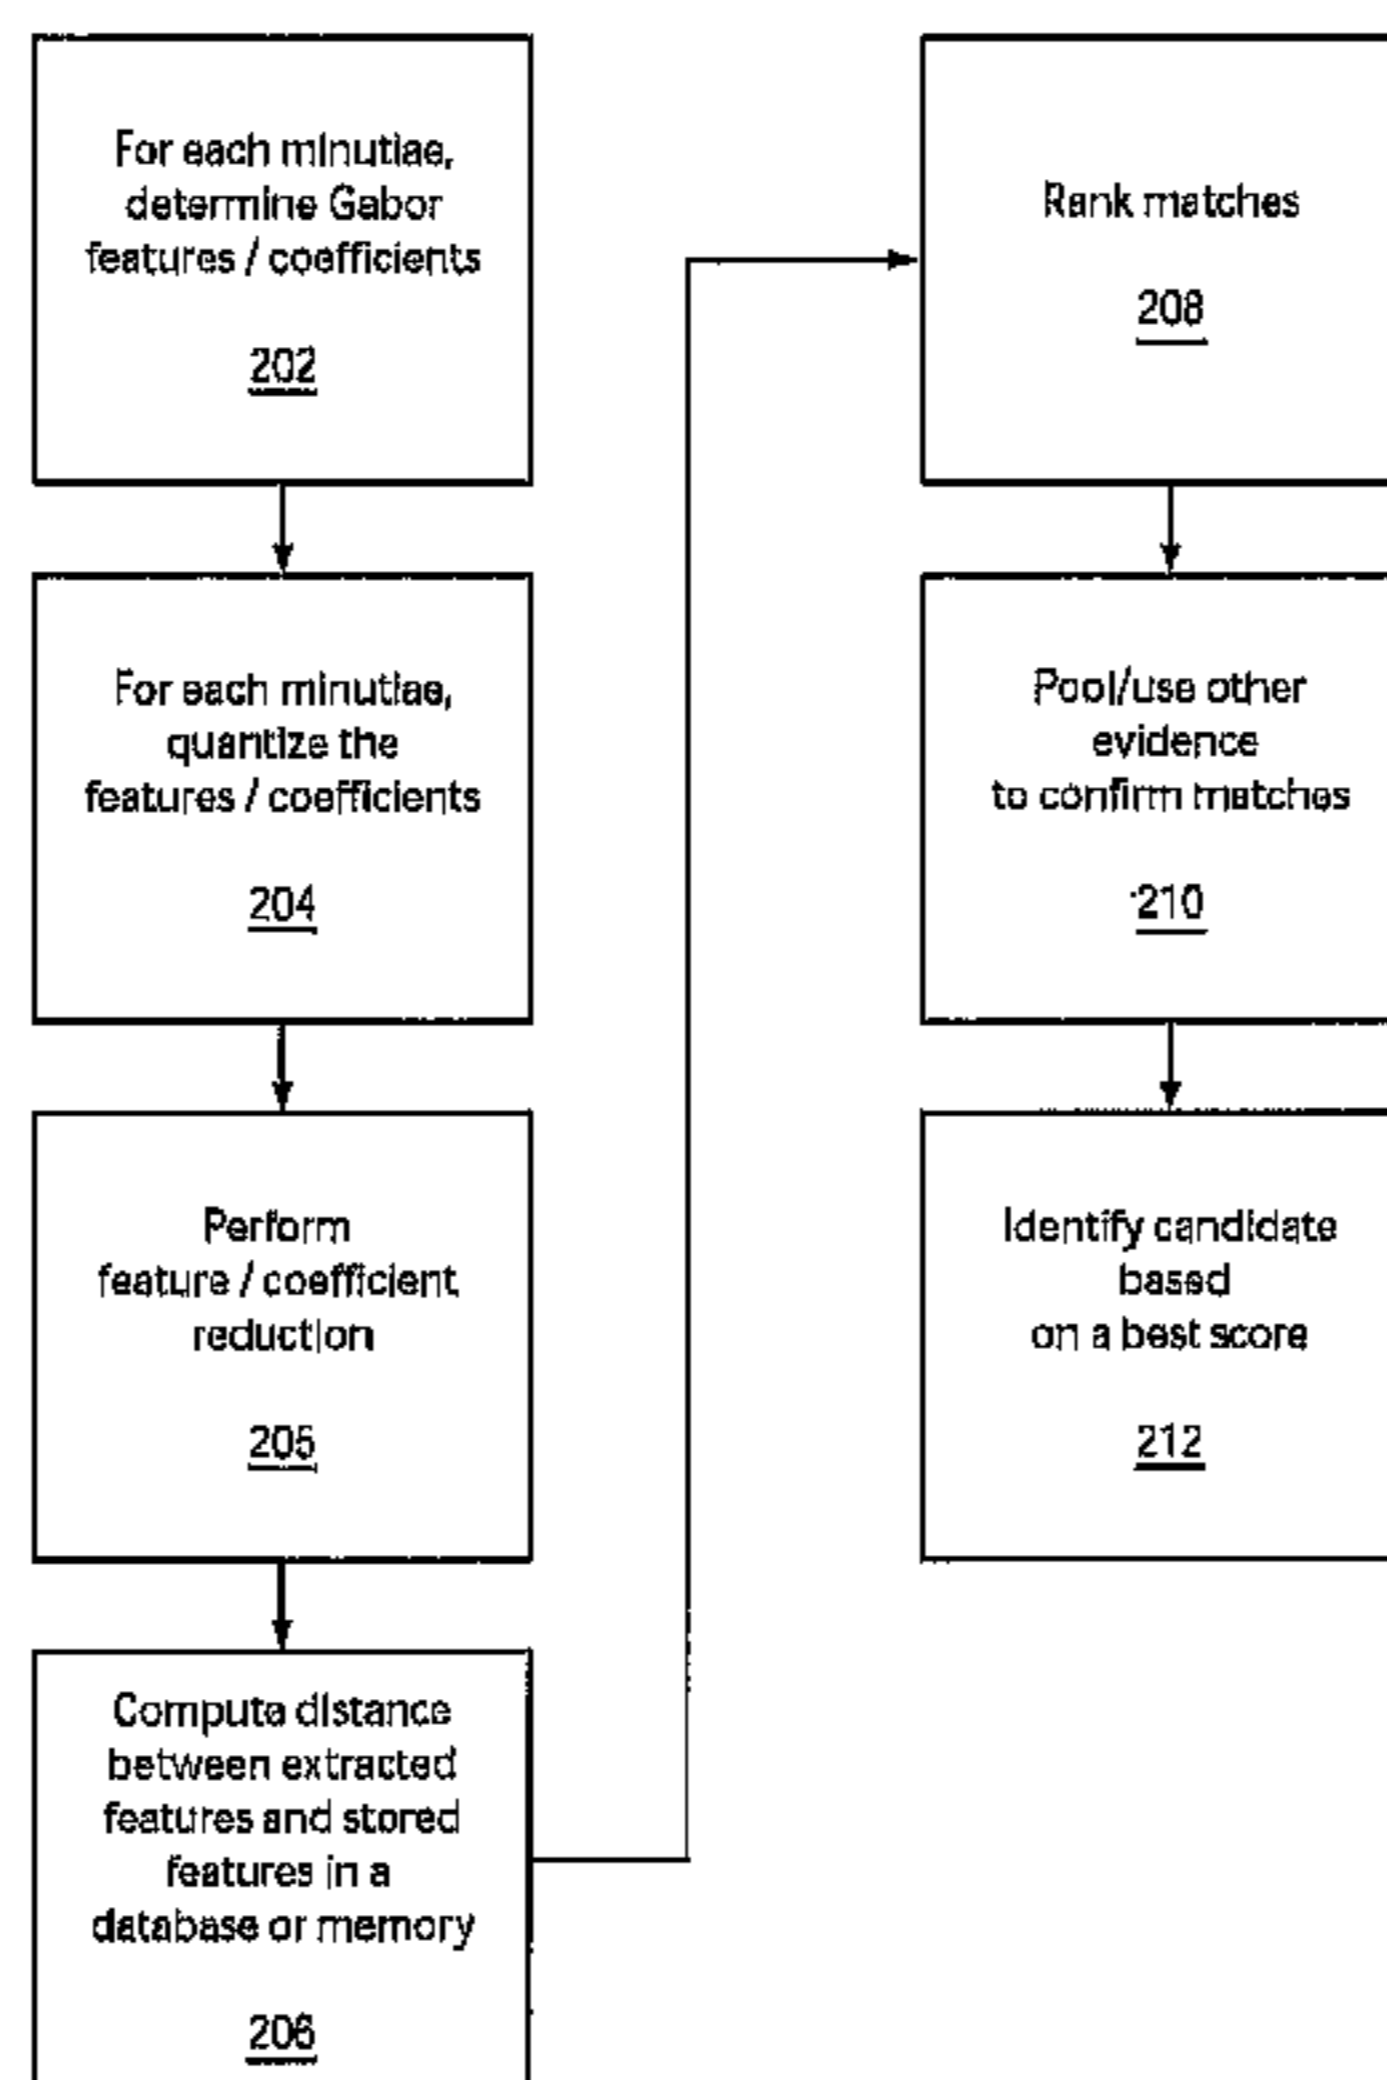 For each minutiae,
determine Gabor
features / coefficients
202
For each minutiae,
quantize the
features / coefficients
204
Perform
feature / coefficient
reduction
205
Compute distance
between extracted
features and stored
features in a
database or memory
206
Rank matches
208
Pool/use other
evidence
to confirm matches
210
Identify candidate
based
on a best score
212